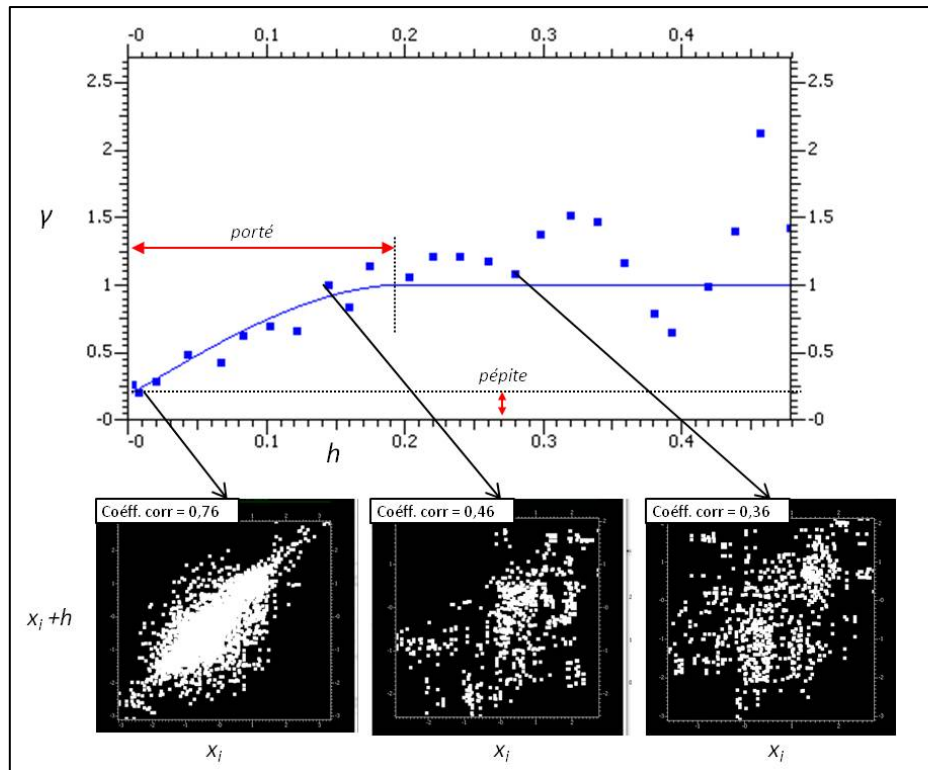 -0 0.1 0.2 0.3 0.4
2.5 2.5
2 2
γ
1.5 1.5
porté
1 1
0.5 0.5
pépite
-0 -0
-0 0.1 0.2 0.3 0.4
h
Coéff. corr = 0,76
Coéff. corr = 0,46
Coéff. corr = 0,36
xᵢ +h
xᵢ xᵢ xᵢ